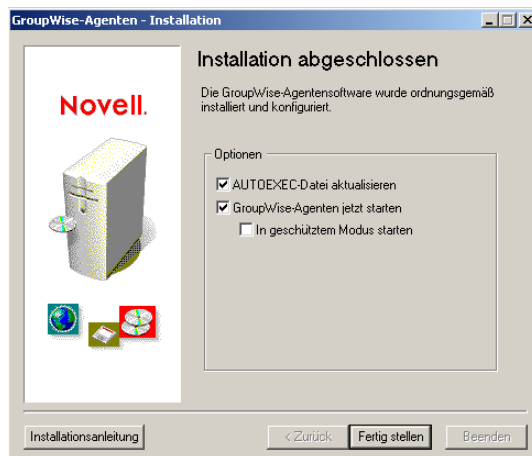 GroupWise-Agenten - Installation
Novell.
Installation abgeschlossen
Die GroupWise-Agentensoftware wurde ordnungsgemäß
installiert und konfiguriert.
Optionen
AUTOEXEC-Datei aktualisieren
GroupWise-Agenten jetzt starten
In geschütztem Modus starten
Installationsanleitung
< Zurück
Fertig stellen
Beenden